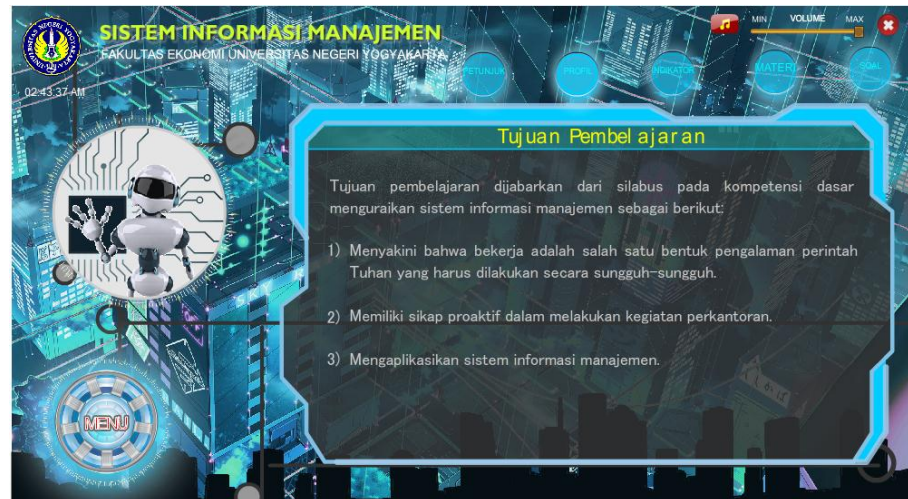 SISTEM INFORMASI MANAJEMEN
FAKULTAS EKONOMI UNIVERSITAS NEGERI YOGYAKARTA
MIN VOLUME MAX
PETUNJUK PROFIL INDIKATOR MATERI SOAL
02:43:37 AM
Tujuan Pembelajaran
Tujuan pembelajaran dijabarkan dari silabus pada kompetensi dasar
menguraikan sistem informasi manajemen sebagai berikut:
1) Menyakini bahwa bekerja adalah salah satu bentuk pengalaman perintah
Tuhan yang harus dilakukan secara sungguh-sungguh.
2) Memiliki sikap proaktif dalam melakukan kegiatan perkantoran.
3) Mengaplikasikan sistem informasi manajemen.
MENU